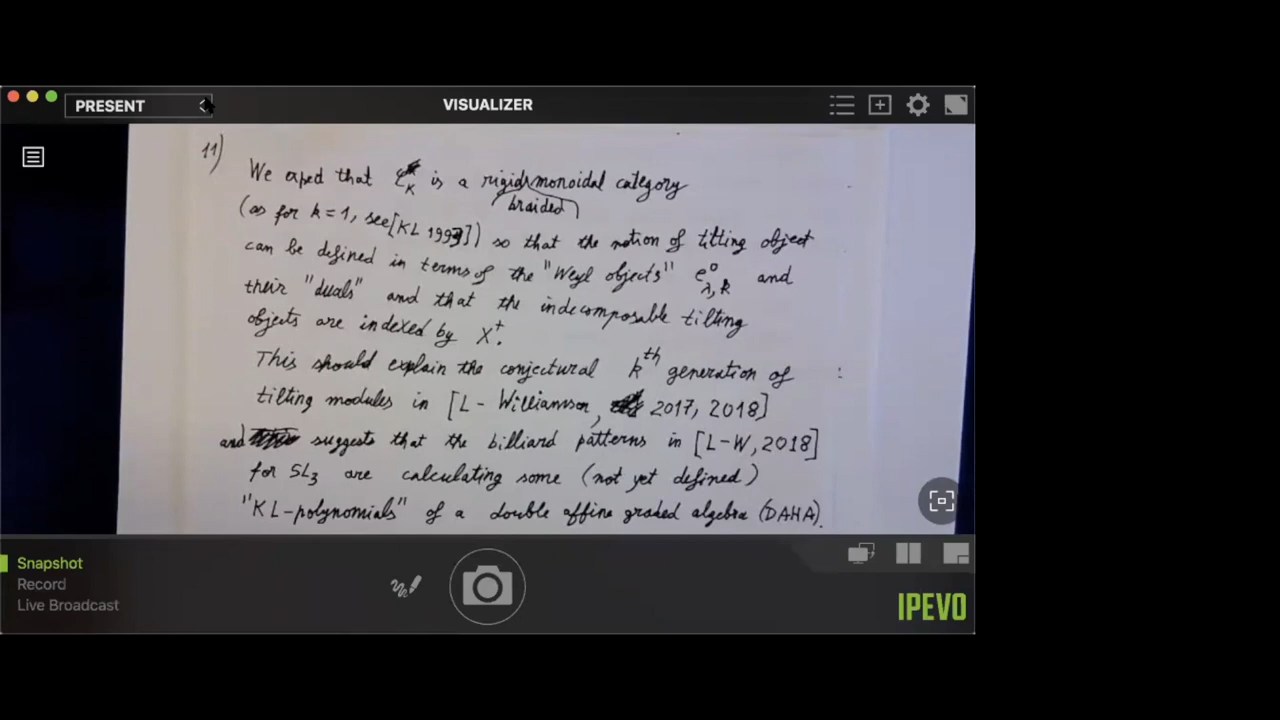 PRESENT
VISUALIZER
11)
We expect that 𝒞_K is a rigid monoidal category
braided
(as for k=1, see [KL 1993]) so that the notion of tilting object
can be defined in terms of the "Weyl objects" e⁰_{λ,k} and
their "duals" and that the indecomposable tilting
objects are indexed by X⁺.
This should explain the conjectural k^th generation of
tilting modules in [L - Williamson, 2017, 2018]
and suggests that the billiard patterns in [L-W, 2018]
for SL₃ are calculating some (not yet defined)
"KL-polynomials" of a double affine graded algebra (DAHA).
Snapshot
Record
Live Broadcast
IPEVO